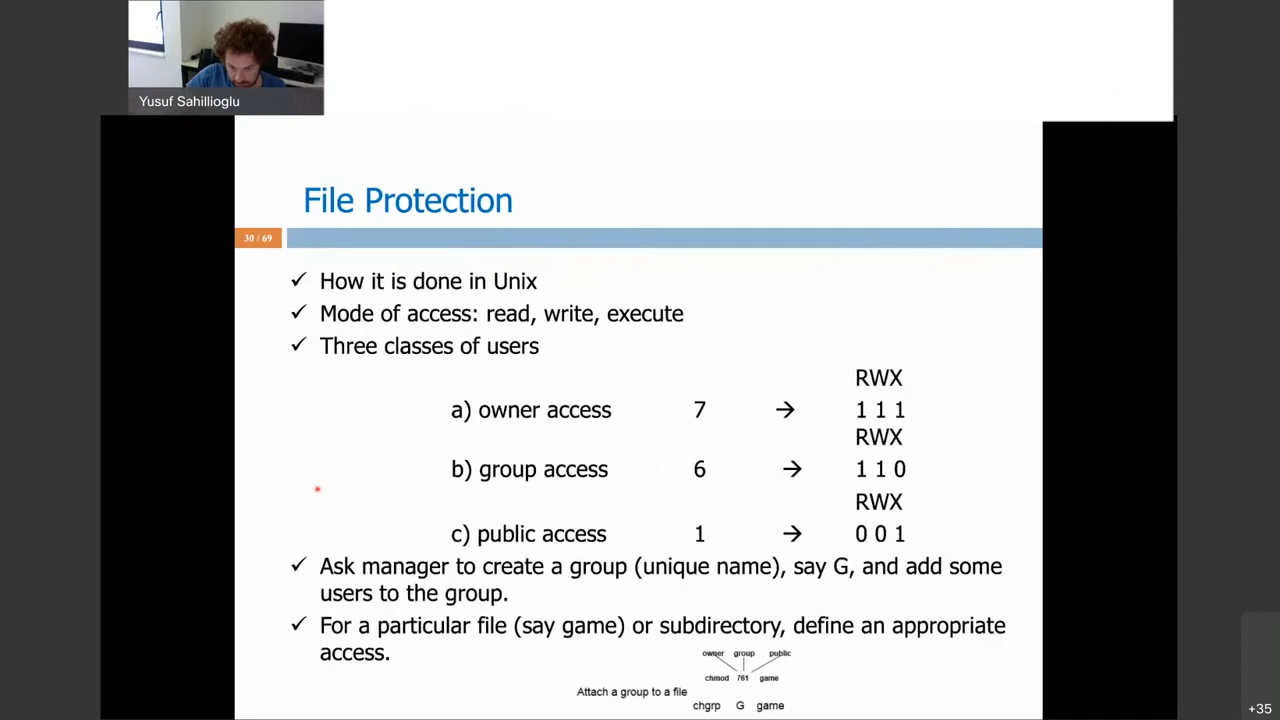 Yusuf Sahillioglu
File Protection
30 / 69
✓ How it is done in Unix
✓ Mode of access: read, write, execute
✓ Three classes of users
RWX
a) owner access 7 → 1 1 1
RWX
b) group access 6 → 1 1 0
RWX
c) public access 1 → 0 0 1
✓ Ask manager to create a group (unique name), say G, and add some
users to the group.
✓ For a particular file (say game) or subdirectory, define an appropriate
access.
owner group public
chmod 761 game
Attach a group to a file
chgrp G game
+35